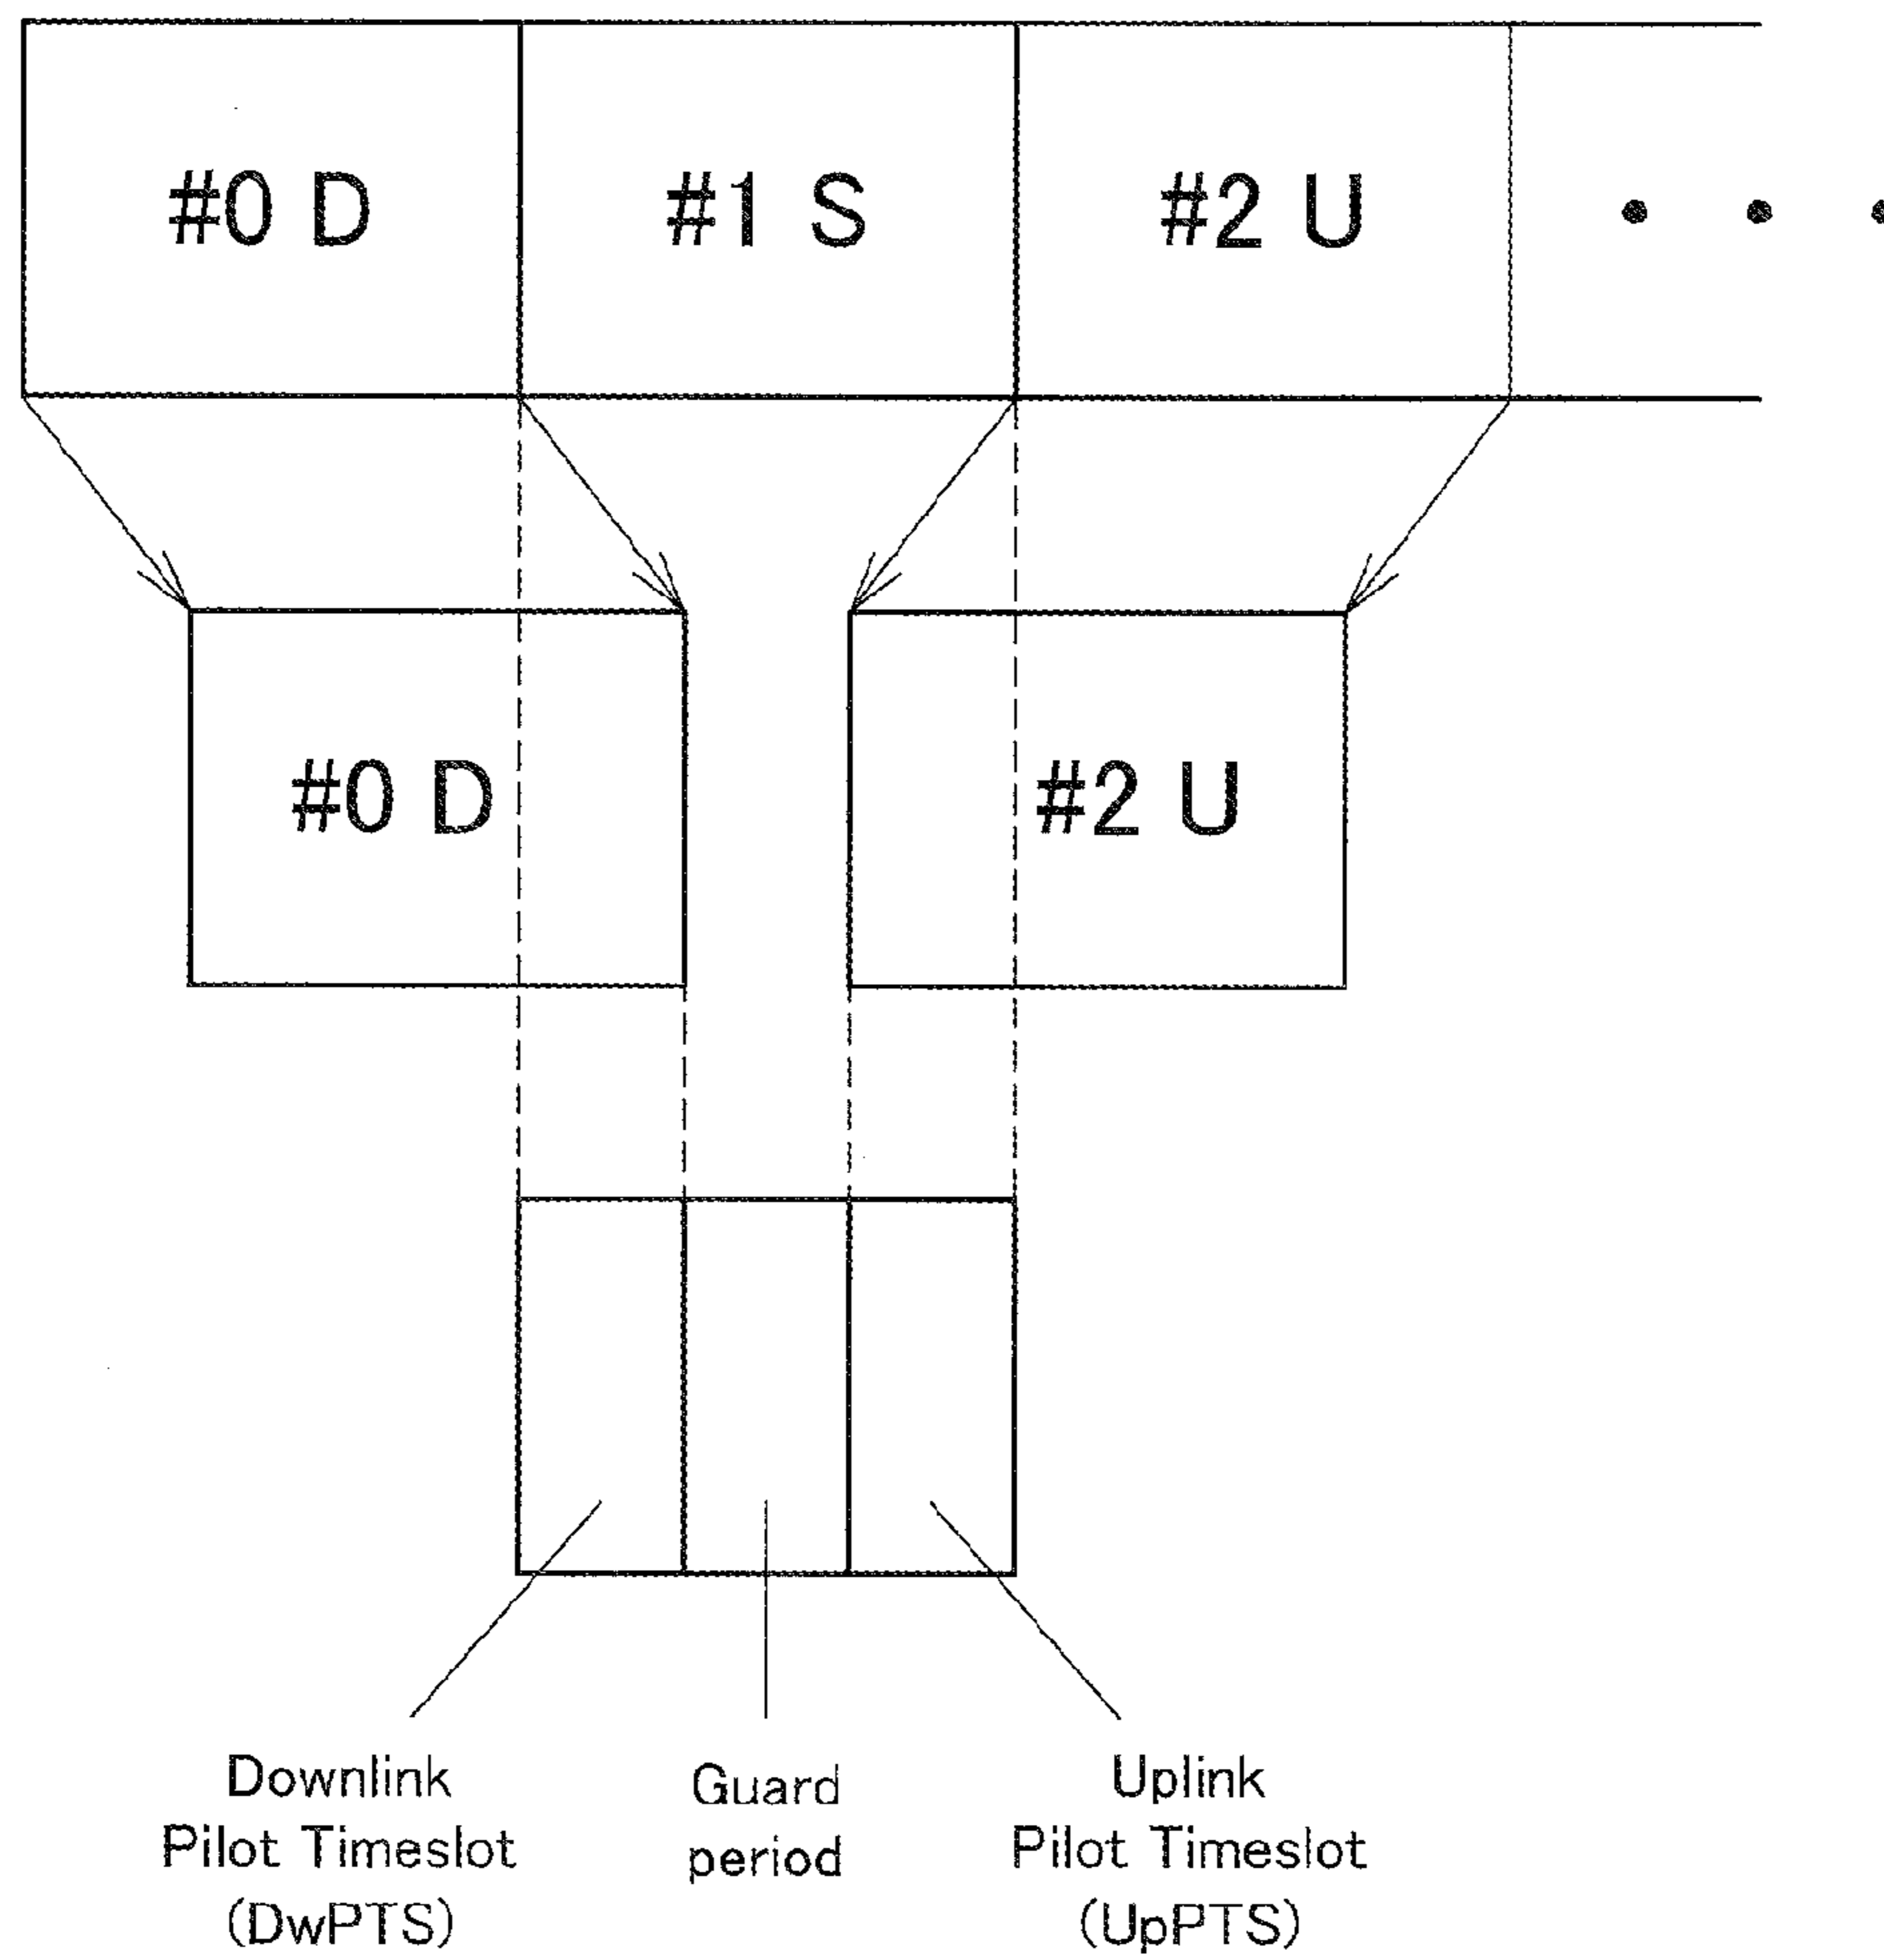 #0 D #1 S #2 U • • •
#0 D #2 U
Downlink
Pilot Timeslot
(DwPTS)
Guard
period
Uplink
Pilot Timeslot
(UpPTS)